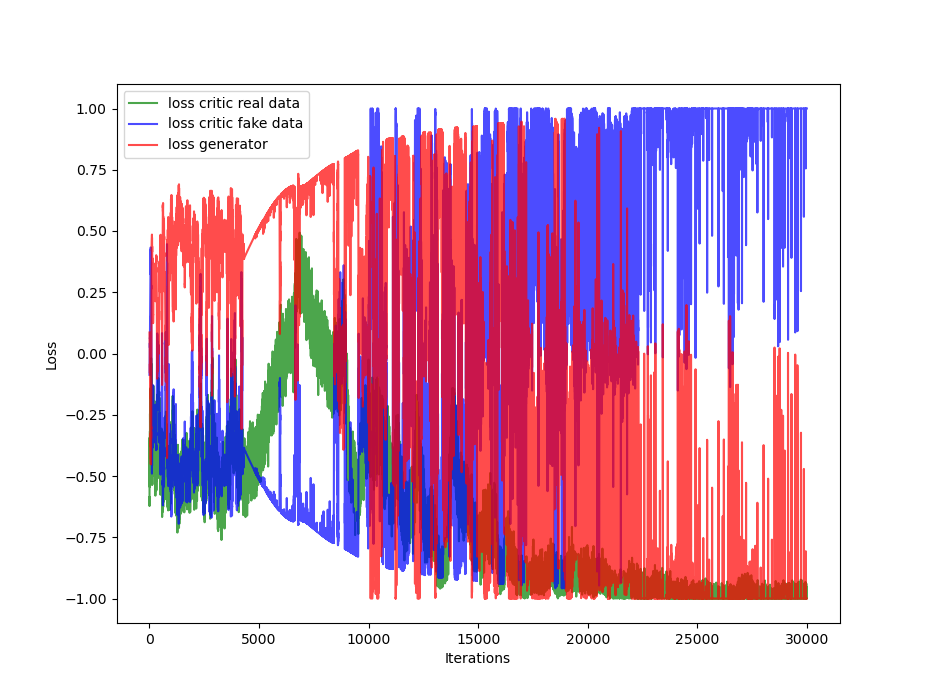 loss critic real data
loss critic fake data
loss generator
1.00
0.75
0.50
0.25
0.00
−0.25
−0.50
−0.75
−1.00
Loss
0 5000 10000 15000 20000 25000 30000
Iterations